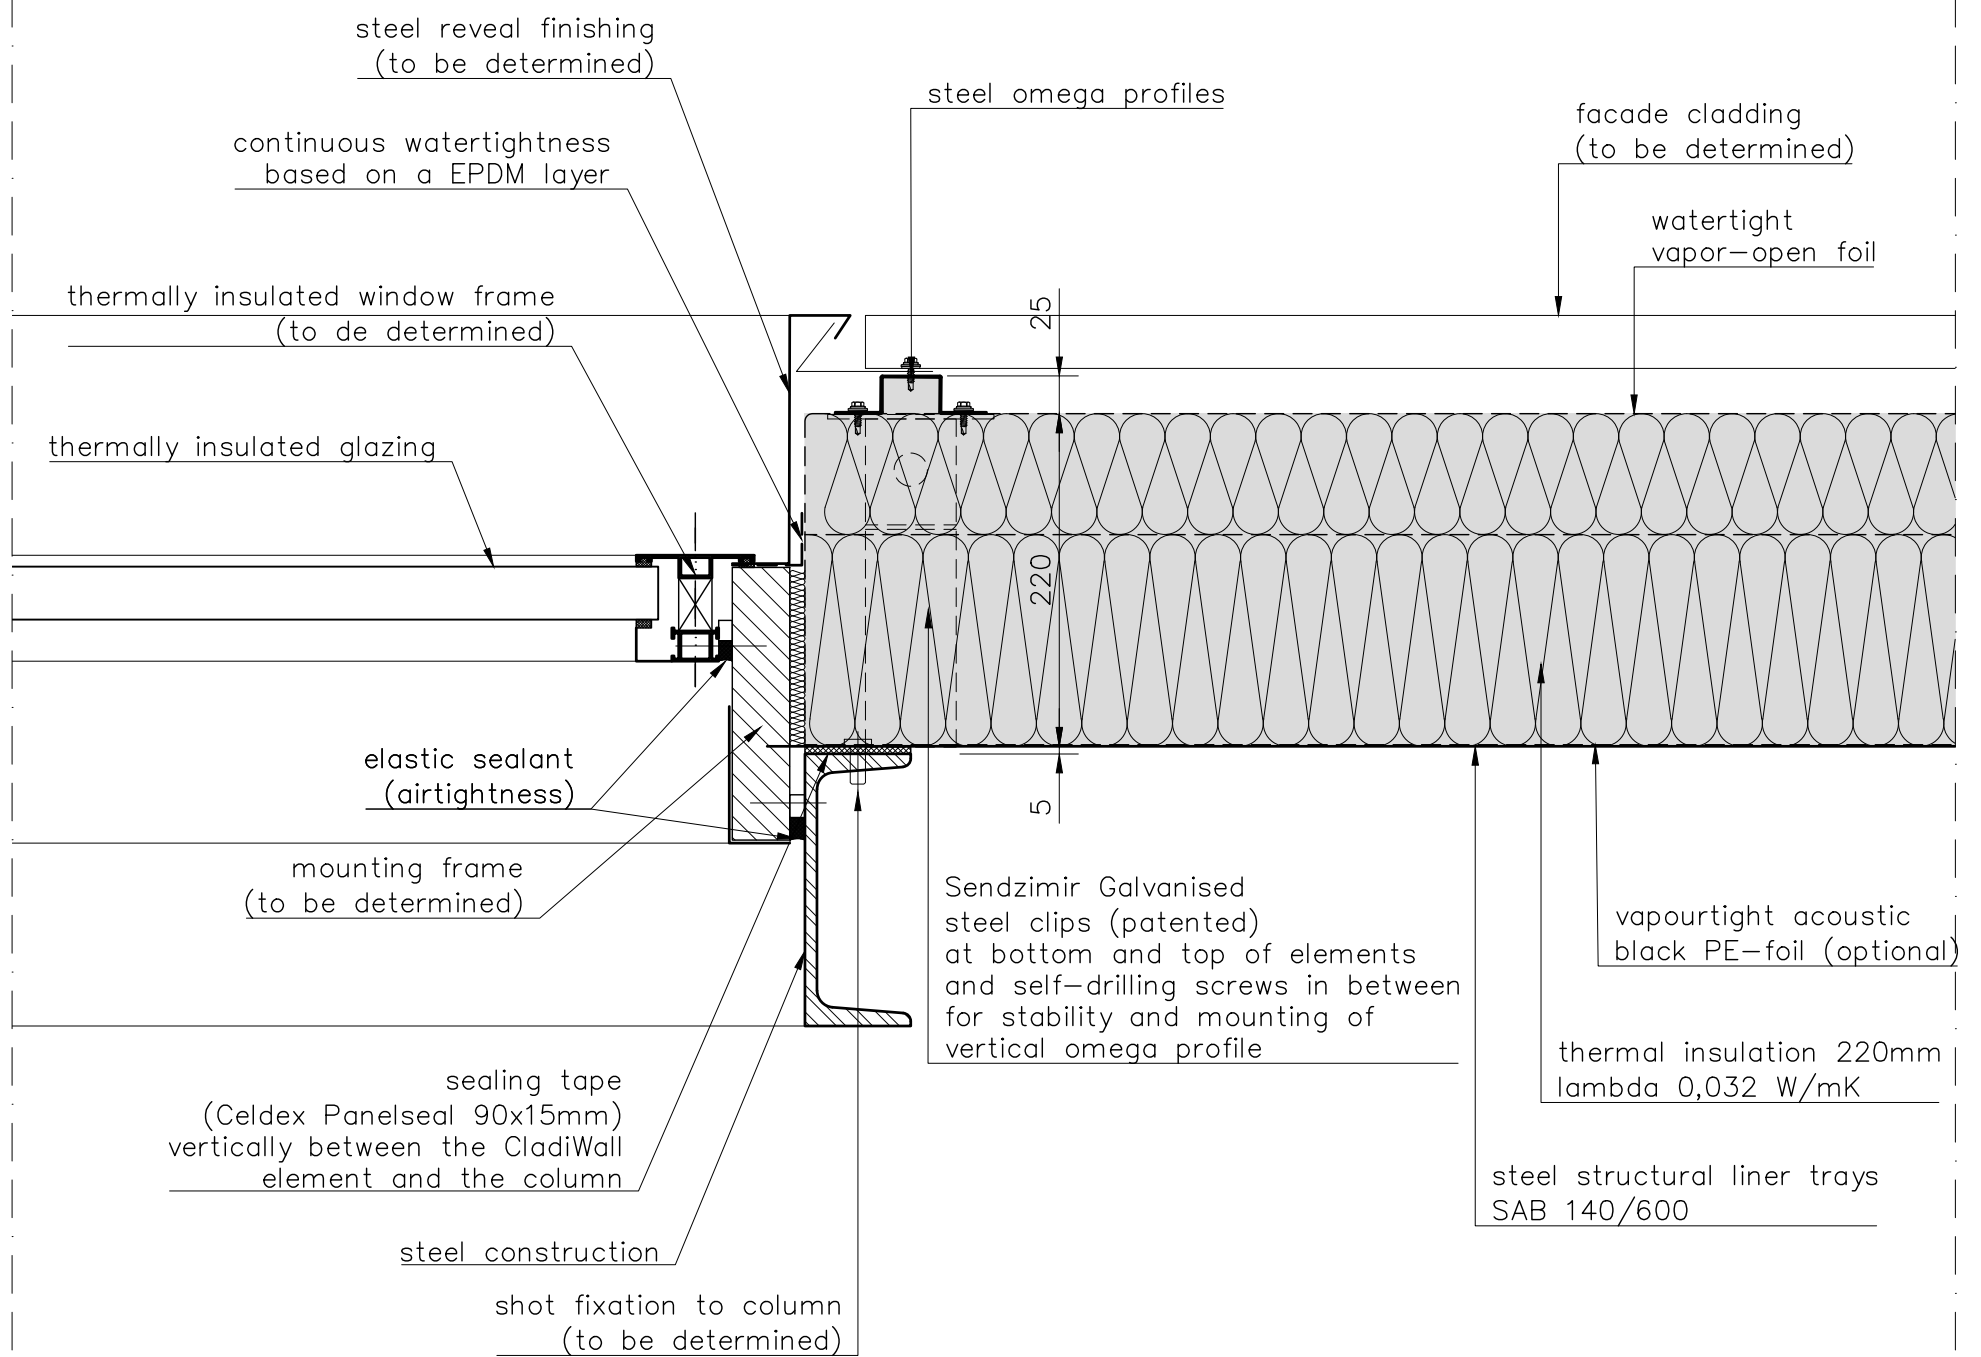 steel reveal finishing
(to be determined)
steel omega profiles
facade cladding
(to be determined)
continuous watertightness
based on a EPDM layer
watertight
vapor-open foil
thermally insulated window frame
(to de determined)
25
thermally insulated glazing
220
elastic sealant
(airtightness)
5
mounting frame
(to be determined)
Sendzimir Galvanised
steel clips (patented)
at bottom and top of elements
and self-drilling screws in between
for stability and mounting of
vertical omega profile
vapourtight acoustic
black PE-foil (optional)
thermal insulation 220mm
lambda 0,032 W/mK
sealing tape
(Celdex Panelseal 90x15mm)
vertically between the CladiWall
element and the column
steel structural liner trays
SAB 140/600
steel construction
shot fixation to column
(to be determined)